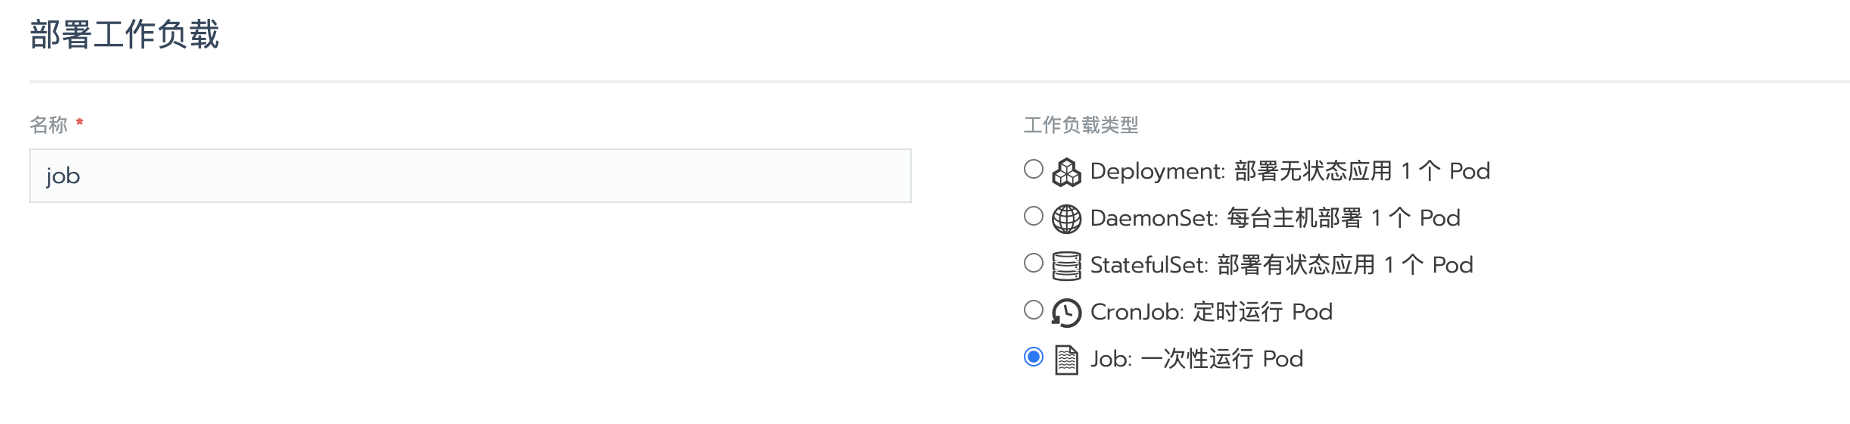 部署工作负载
名称 *
job
工作负载类型
Deployment: 部署无状态应用 1 个 Pod
DaemonSet: 每台主机部署 1 个 Pod
StatefulSet: 部署有状态应用 1 个 Pod
CronJob: 定时运行 Pod
Job: 一次性运行 Pod